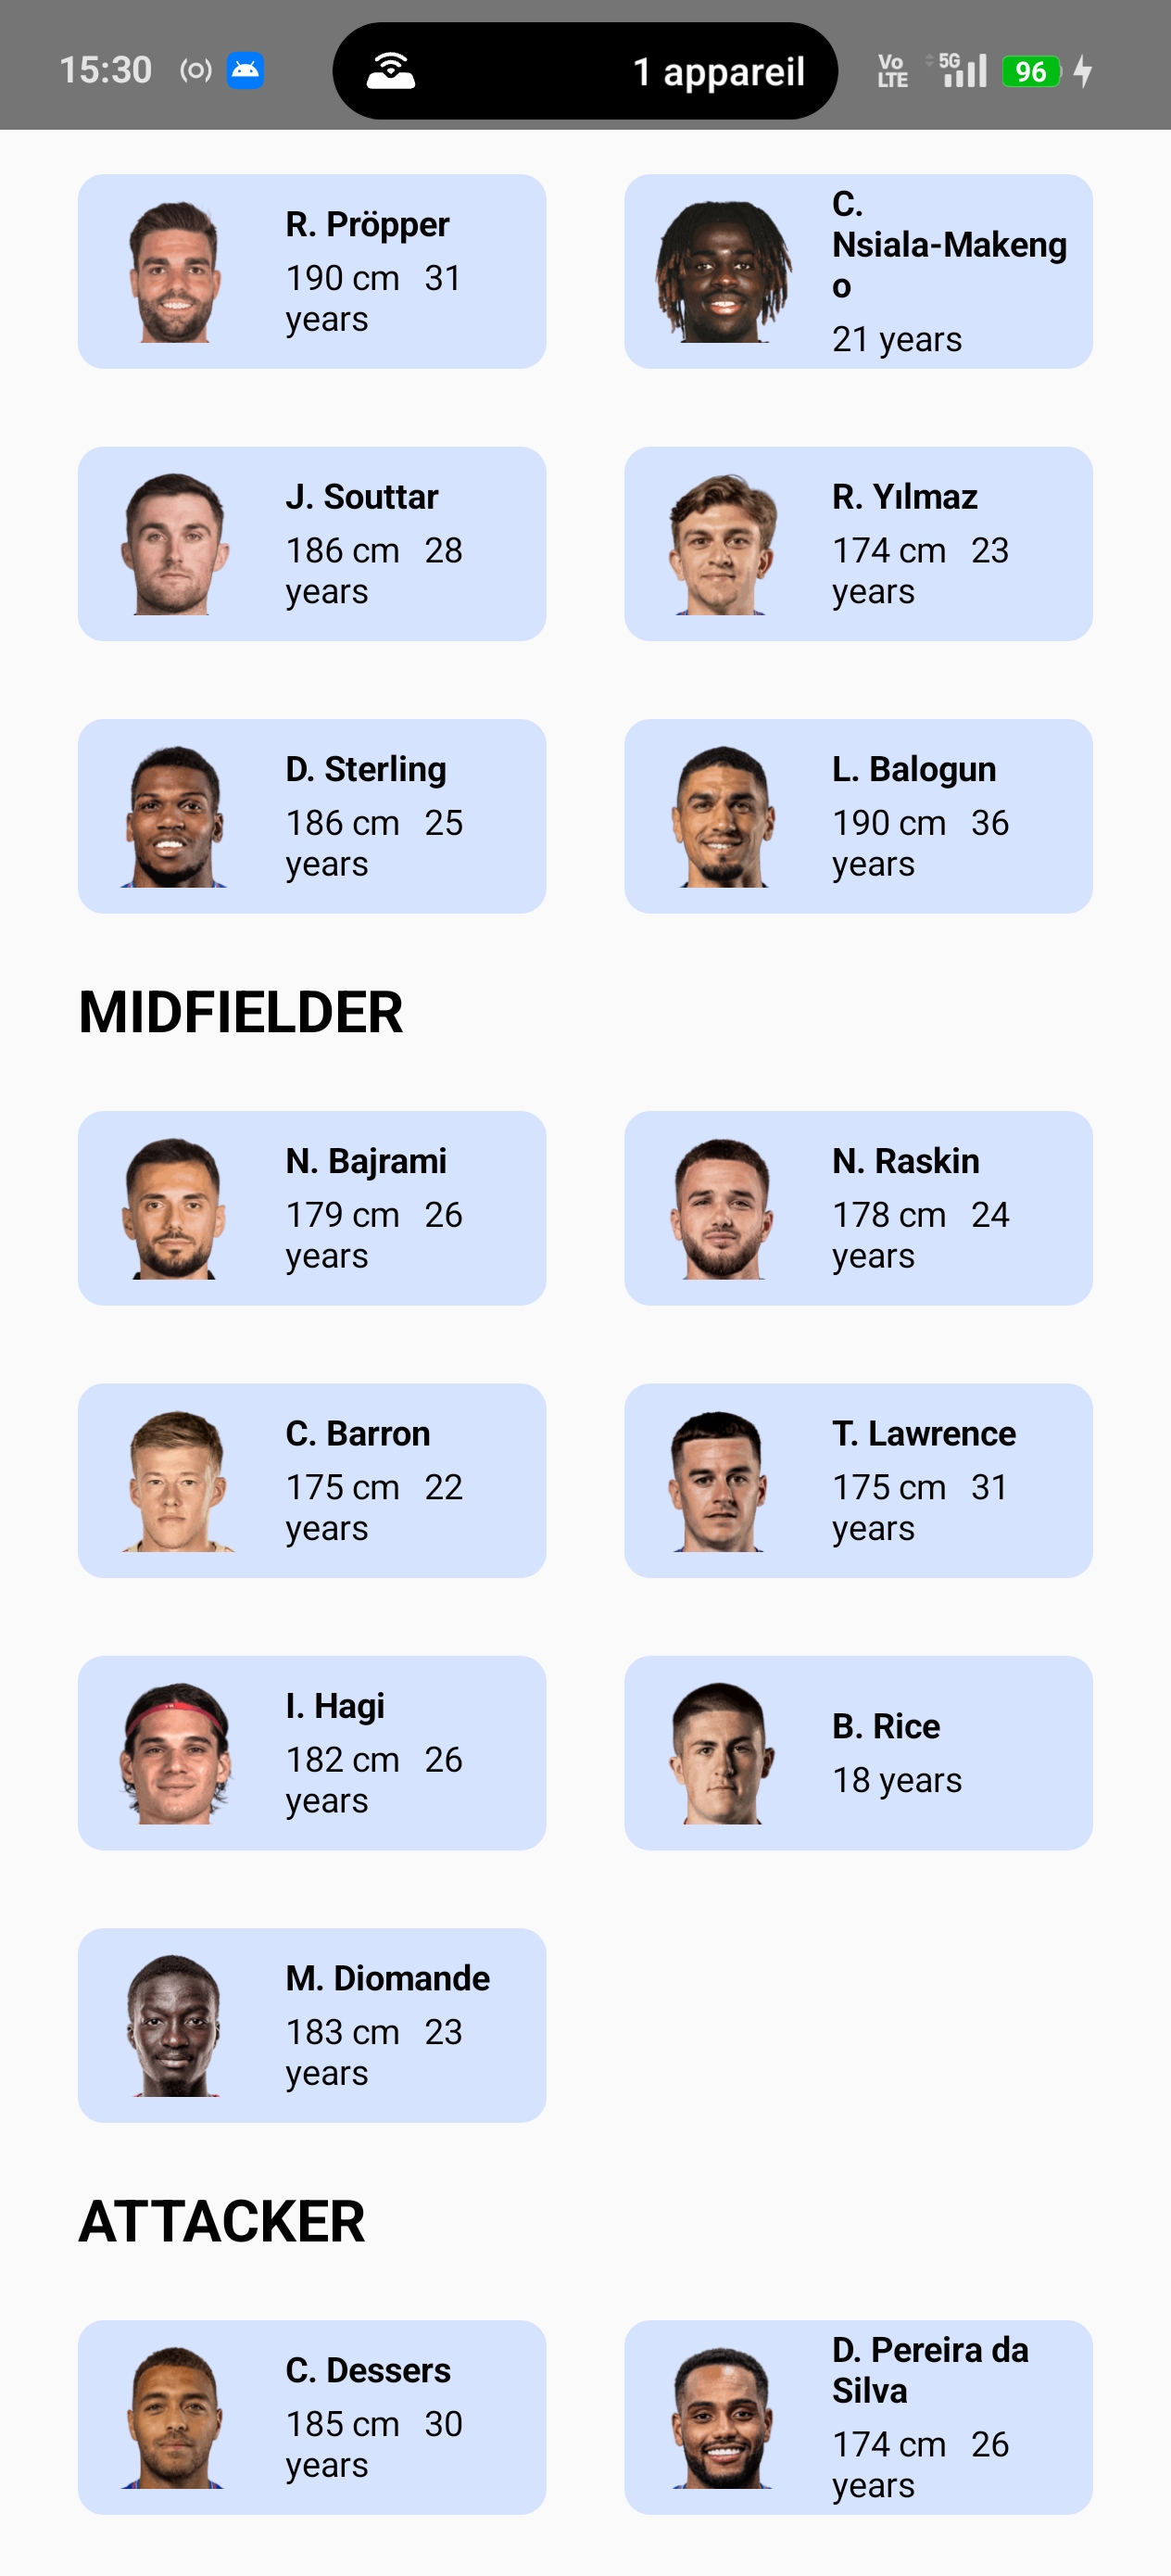 15:30
1 appareil
Vo
LTE
5G
96
R. Pröpper
190 cm 31
years
C.
Nsiala-Makeng
o
21 years
J. Souttar
186 cm 28
years
R. Yılmaz
174 cm 23
years
D. Sterling
186 cm 25
years
L. Balogun
190 cm 36
years
MIDFIELDER
N. Bajrami
179 cm 26
years
N. Raskin
178 cm 24
years
C. Barron
175 cm 22
years
T. Lawrence
175 cm 31
years
I. Hagi
182 cm 26
years
B. Rice
18 years
M. Diomande
183 cm 23
years
ATTACKER
C. Dessers
185 cm 30
years
D. Pereira da
Silva
174 cm 26
years